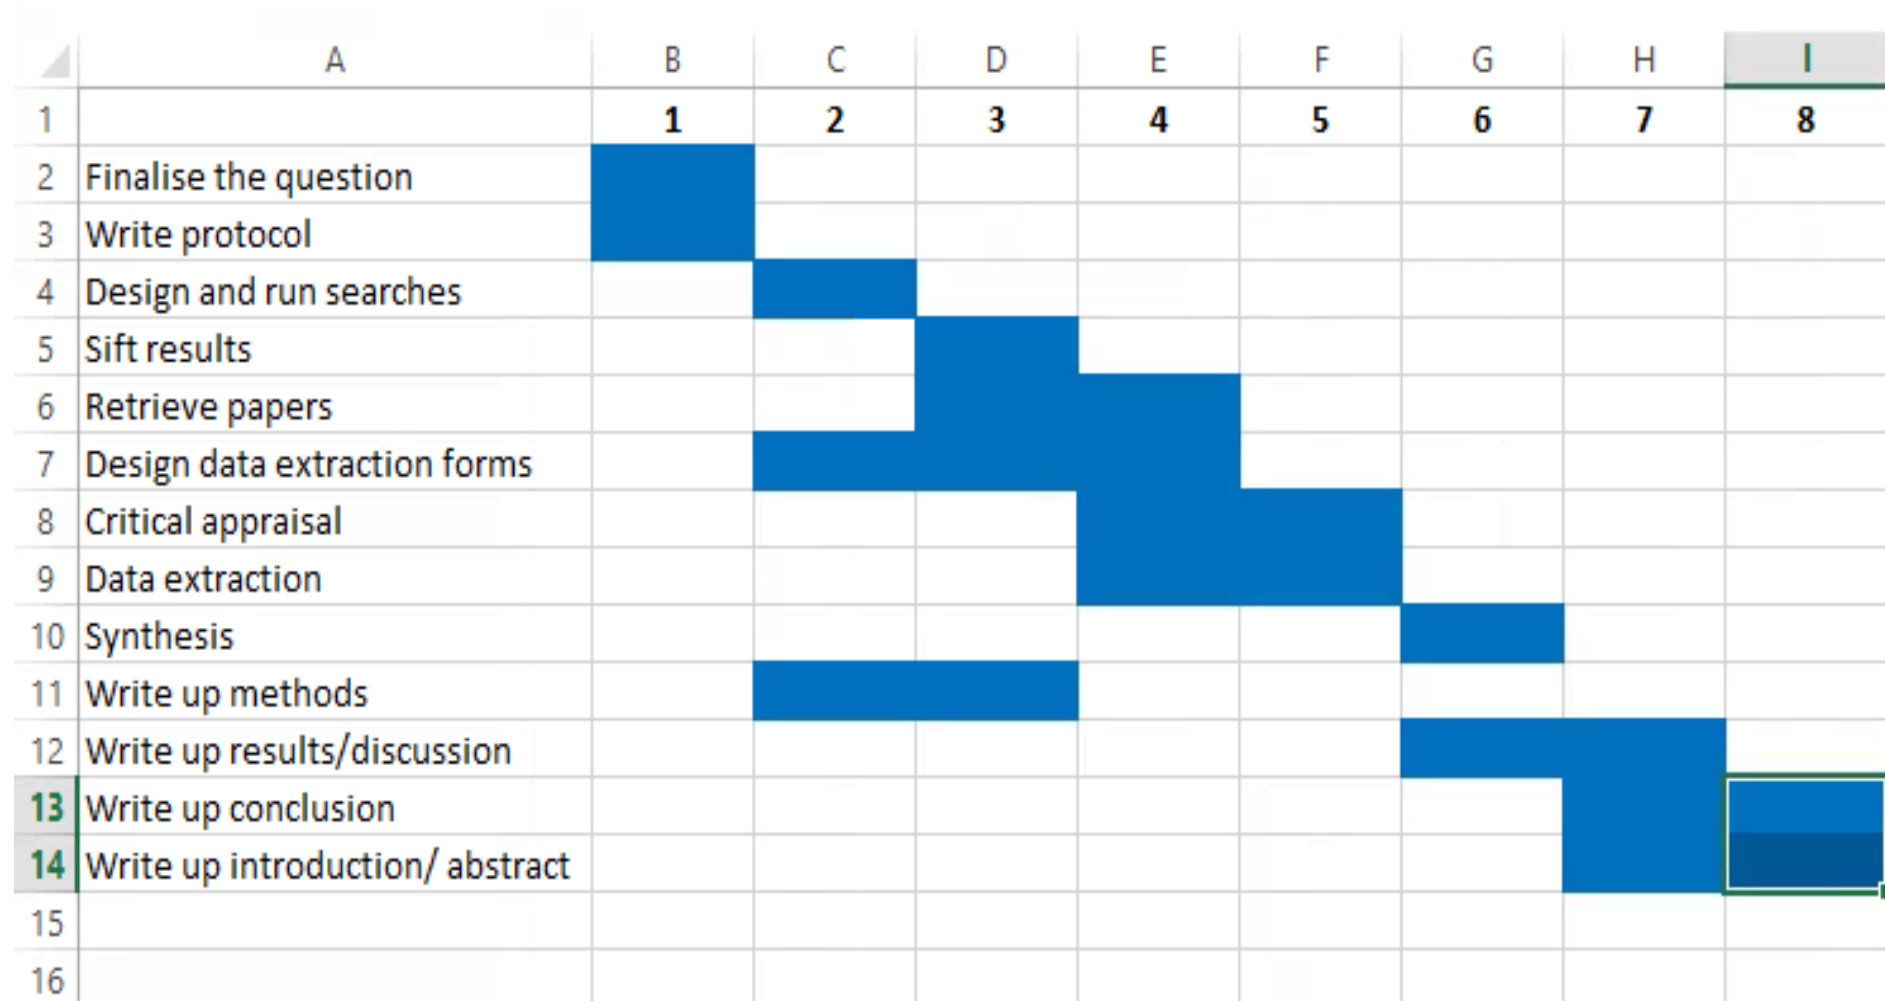 A B C D E F G H I
1 1 2 3 4 5 6 7 8
2 Finalise the question
3 Write protocol
4 Design and run searches
5 Sift results
6 Retrieve papers
7 Design data extraction forms
8 Critical appraisal
9 Data extraction
10 Synthesis
11 Write up methods
12 Write up results/discussion
13 Write up conclusion
14 Write up introduction/ abstract
15
16